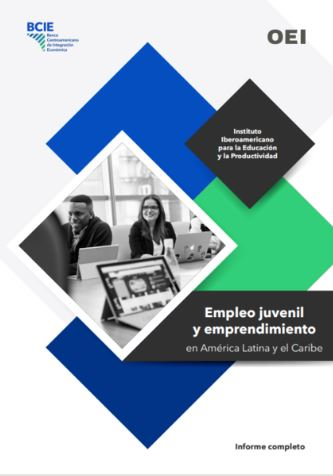 BCIE
Banco
Centroamericano
de Integración
Económica
OEI
Instituto
Iberoamericano
para la Educación
y la Productividad
Empleo juvenil
y emprendimiento
en América Latina y el Caribe
Informe completo